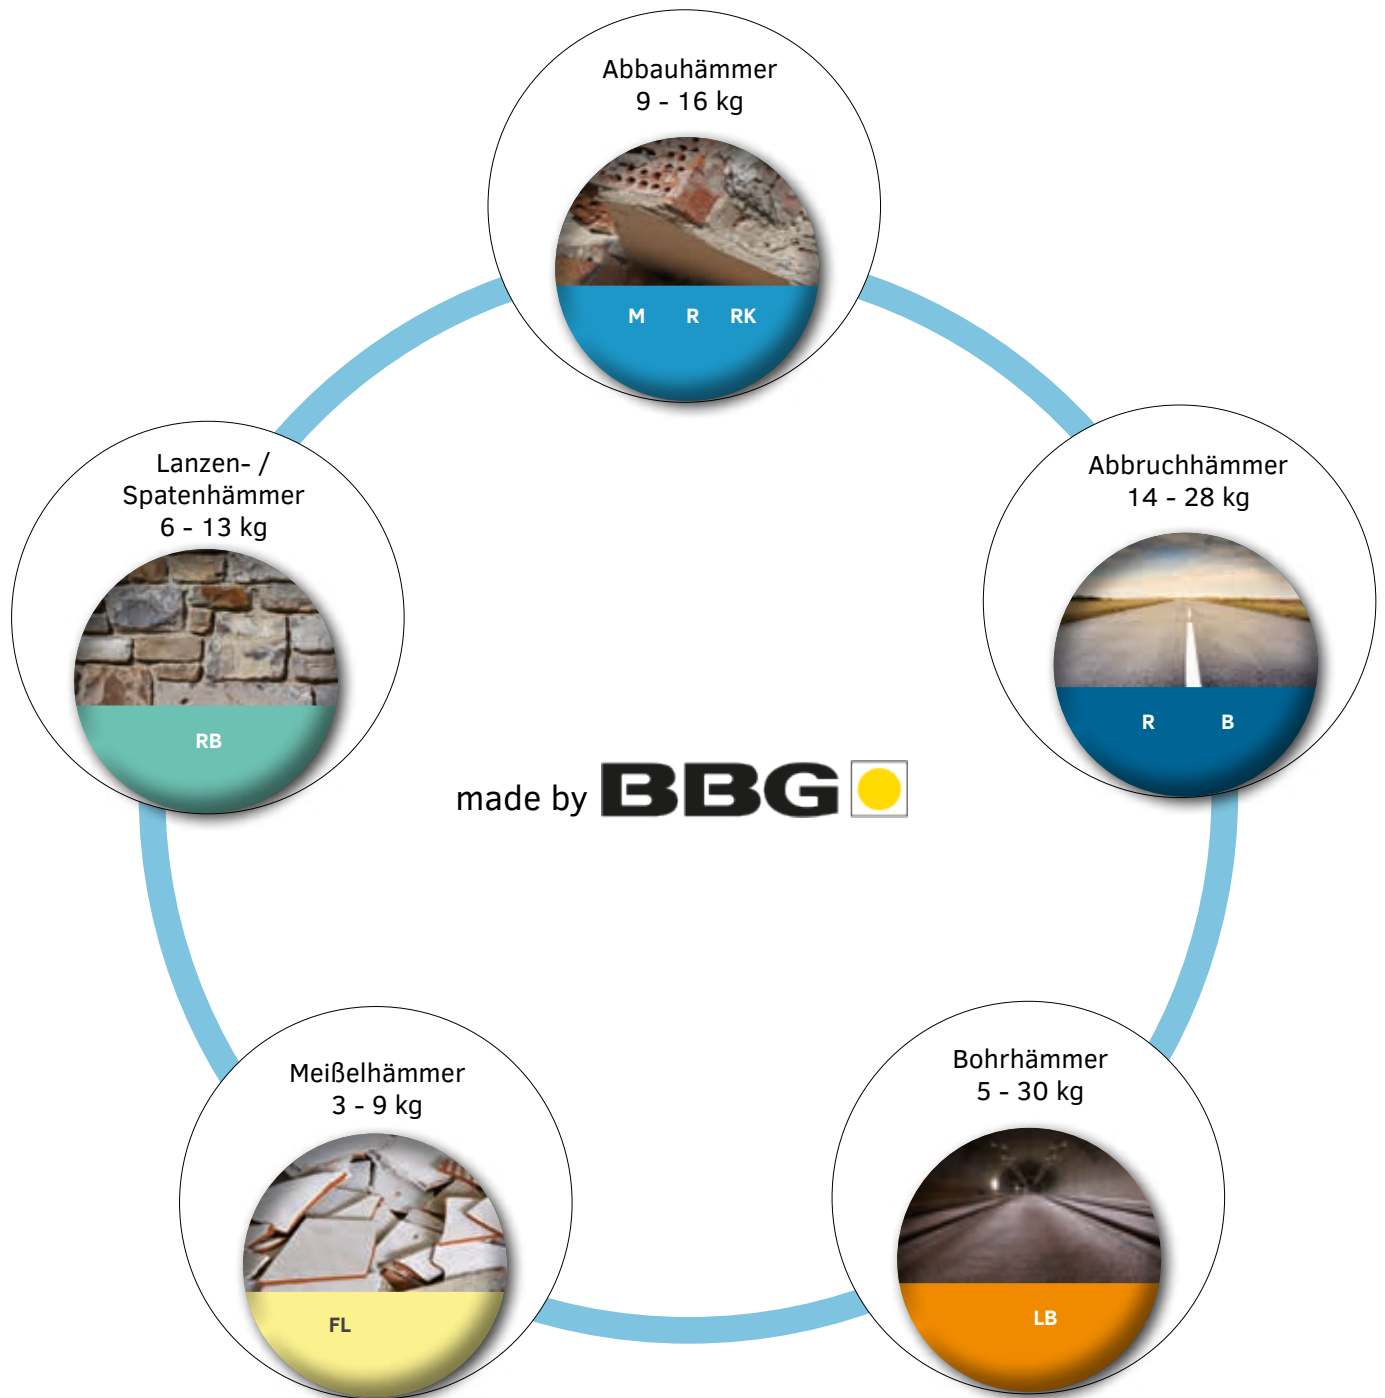 Abbauhämmer
9 - 16 kg
M R RK
Lanzen- /
Spatenhämmer
6 - 13 kg
RB
Abbruchhämmer
14 - 28 kg
R B
made by BBG
Meißelhämmer
3 - 9 kg
FL
Bohrhämmer
5 - 30 kg
LB